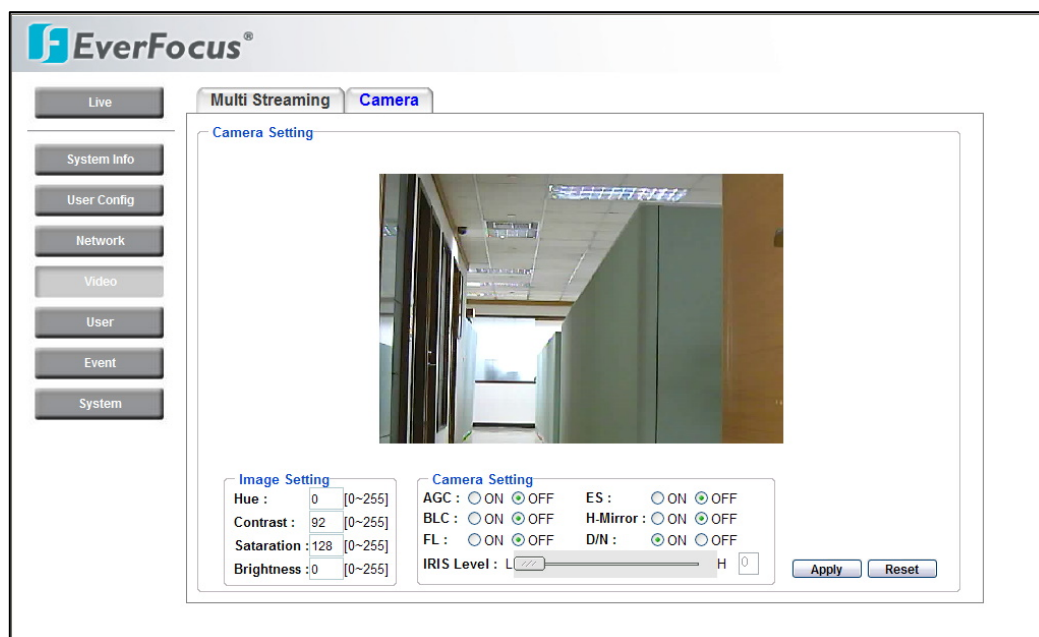 EverFocus®
Live
System Info
User Config
Network
Video
User
Event
System
Multi Streaming
Camera
Camera Setting
Image Setting
Hue : 0 [0~255]
Contrast : 92 [0~255]
Sataration : 128 [0~255]
Brightness : 0 [0~255]
Camera Setting
AGC : ON OFF ES : ON OFF
BLC : ON OFF H-Mirror : ON OFF
FL : ON OFF D/N : ON OFF
IRIS Level : L H 0
Apply Reset